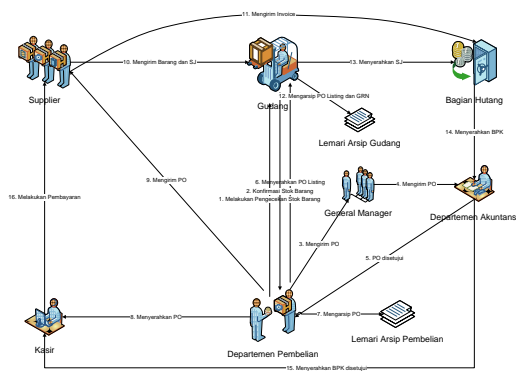 11. Mengirim Invoice
10. Mengirim Barang dan SJ
13. Menyerahkan SJ
Supplier
Gudang
Bagian Hutang
12. Mengarsip PO Listing dan GRN
Lemari Arsip Gudang
14. Menyerahkan BPK
9. Mengirim PO
6. Menyerahkan PO Listing
2. Konfirmasi Stok Barang
1. Melakukan Pengecekan Stok Barang
4. Mengirim PO
16. Melakukan Pembayaran
General Manager
Departemen Akuntans
3. Mengirim PO
5. PO disetujui
8. Menyerahkan PO
7. Mengarsip PO
Kasir
Departemen Pembelian
Lemari Arsip Pembelian
15. Menyerahkan BPK disetujui